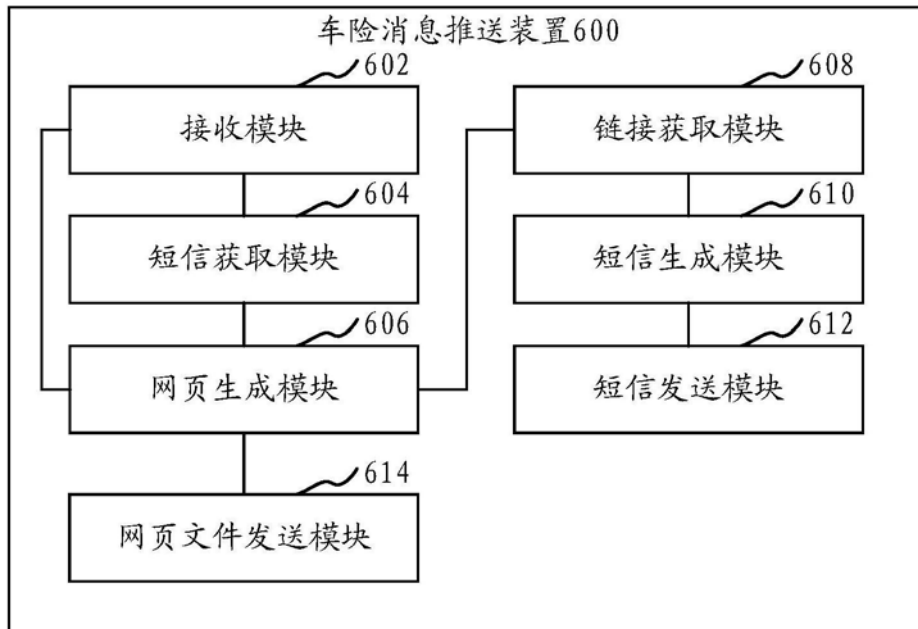 车险消息推送装置600
602
接收模块
604
短信获取模块
606
网页生成模块
614
网页文件发送模块
608
链接获取模块
610
短信生成模块
612
短信发送模块